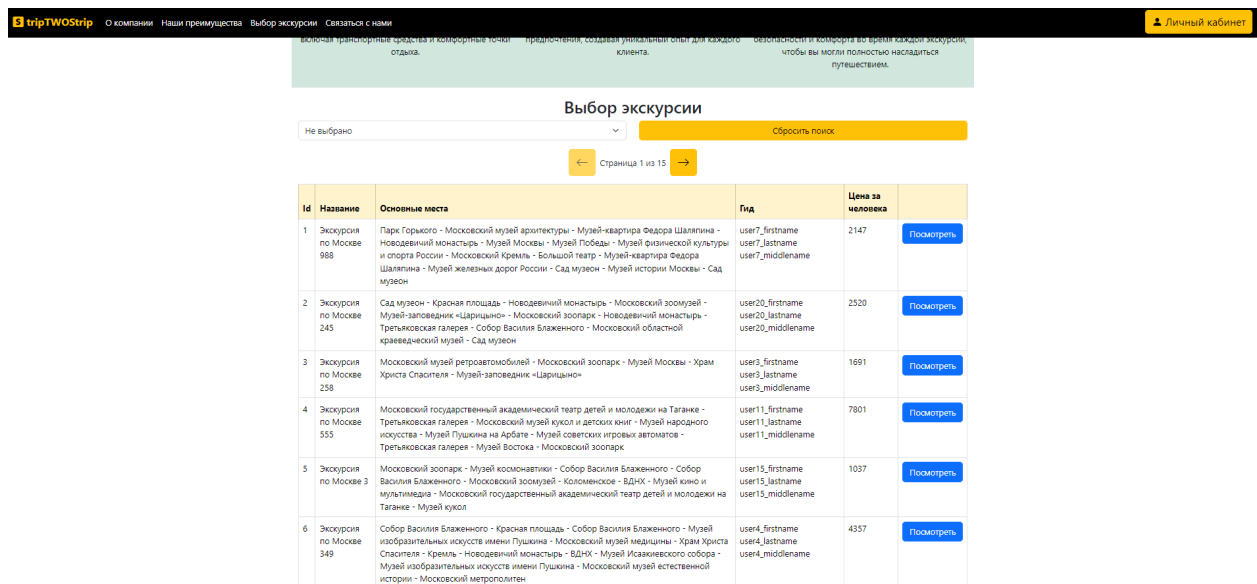 S tripTWOStrip О компании Наши преимущества Выбор экскурсии Связаться с нами Личный кабинет
включая транспортные средства и комфортные точки отдыха.
предпочтения, создавая уникальный опыт для каждого клиента.
безопасности и комфорта во время каждой экскурсии, чтобы вы могли полностью насладиться путешествием.
Выбор экскурсии
Не выбрано Сбросить поиск
← Страница 1 из 15 →
Id Название Основные места Гид Цена за человека
1 Экскурсия по Москве 988
Парк Горького - Московский музей архитектуры - Музей-квартира Федора Шаляпина -
Новодевичий монастырь - Музей Москвы - Музей Победы - Музей физической культуры
и спорта России - Московский Кремль - Большой театр - Музей-квартира Федора
Шаляпина - Музей железных дорог России - Сад музеон - Музей истории Москвы - Сад
музеон
user7_firstname
user7_lastname
user7_middlename
2147 Посмотреть
2 Экскурсия по Москве 245
Сад музеон - Красная площадь - Новодевичий монастырь - Московский зоомузей -
Музей-заповедник «Царицыно» - Московский зоопарк - Новодевичий монастырь -
Третьяковская галерея - Собор Василия Блаженного - Московский областной
краеведческий музей - Сад музеон
user20_firstname
user20_lastname
user20_middlename
2520 Посмотреть
3 Экскурсия по Москве 258
Московский музей ретроавтомобилей - Московский зоопарк - Музей Москвы - Храм
Христа Спасителя - Музей-заповедник «Царицыно»
user3_firstname
user3_lastname
user3_middlename
1691 Посмотреть
4 Экскурсия по Москве 555
Московский государственный академический театр детей и молодежи на Таганке -
Третьяковская галерея - Московский музей кукол и детских книг - Музей народного
искусства - Музей Пушкина на Арбате - Музей советских игровых автоматов -
Третьяковская галерея - Музей Востока - Московский зоопарк
user11_firstname
user11_lastname
user11_middlename
7801 Посмотреть
5 Экскурсия по Москве 3
Московский зоопарк - Музей космонавтики - Собор Василия Блаженного - Собор
Василия Блаженного - Московский зоомузей - Коломенское - ВДНХ - Музей кино и
мультимедиа - Московский государственный академический театр детей и молодежи на
Таганке - Музей кукол
user15_firstname
user15_lastname
user15_middlename
1037 Посмотреть
6 Экскурсия по Москве 349
Собор Василия Блаженного - Красная площадь - Собор Василия Блаженного - Музей
изобразительных искусств имени Пушкина - Московский музей медицины - Храм Христа
Спасителя - Кремль - Новодевичий монастырь - ВДНХ - Музей Исаакиевского собора -
Музей изобразительных искусств имени Пушкина - Московский музей естественной
истории - Московский метрополитен
user4_firstname
user4_lastname
user4_middlename
4357 Посмотреть